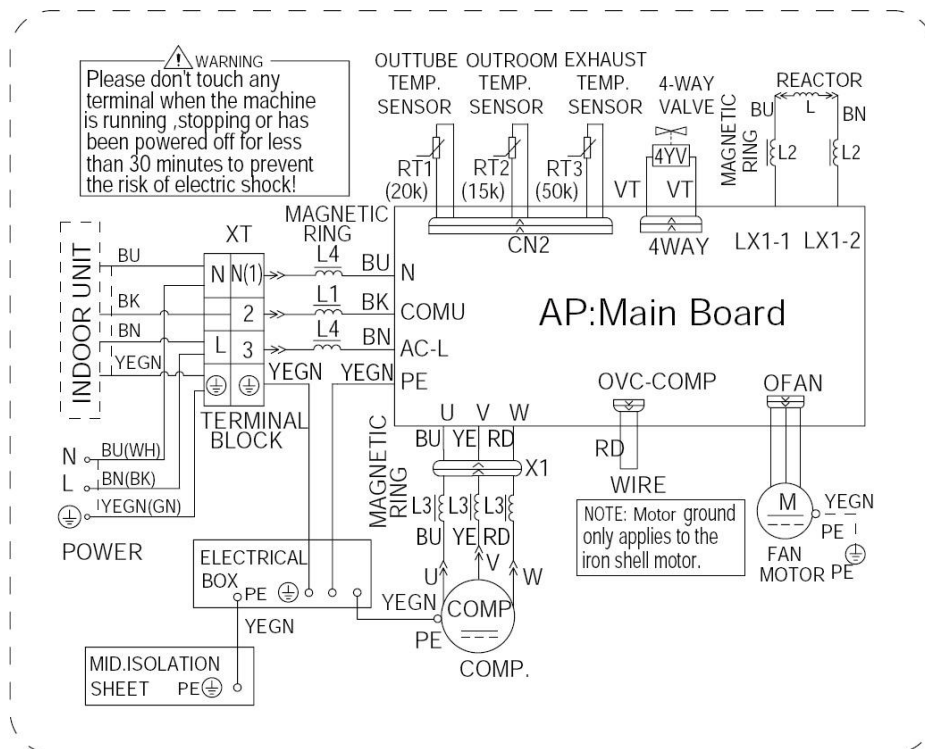 WARNING
Please don't touch any
terminal when the machine
is running ,stopping or has
been powered off for less
than 30 minutes to prevent
the risk of electric shock!
OUTTUBE
TEMP.
SENSOR
OUTROOM
TEMP.
SENSOR
EXHAUST
TEMP.
SENSOR
4-WAY
VALVE
MAGNETIC
RING
REACTOR
BU
L
BN
L2
L2
RT1
(20k)
RT2
(15k)
RT3
(50k)
4YV
VT
VT
CN2
4WAY
LX1-1
LX1-2
INDOOR UNIT
BU
BK
BN
YEGN
XT
N
N(1)
2
L
3
TERMINAL
BLOCK
MAGNETIC
RING
L4
BU
N
L1
BK
COMU
L4
BN
AC-L
YEGN
YEGN
PE
AP:Main Board
OVC-COMP
OFAN
U
V
W
BU
YE
RD
X1
MAGNETIC
RING
L3
L3
L3
BU
YE
RD
U
V
W
RD
WIRE
NOTE: Motor ground
only applies to the
iron shell motor.
M
FAN
MOTOR
YEGN
PE
PE
N
BU(WH)
L
BN(BK)
YEGN(GN)
POWER
ELECTRICAL
BOX
PE
YEGN
YEGN
PE
COMP
COMP.
MID.ISOLATION
SHEET
PE